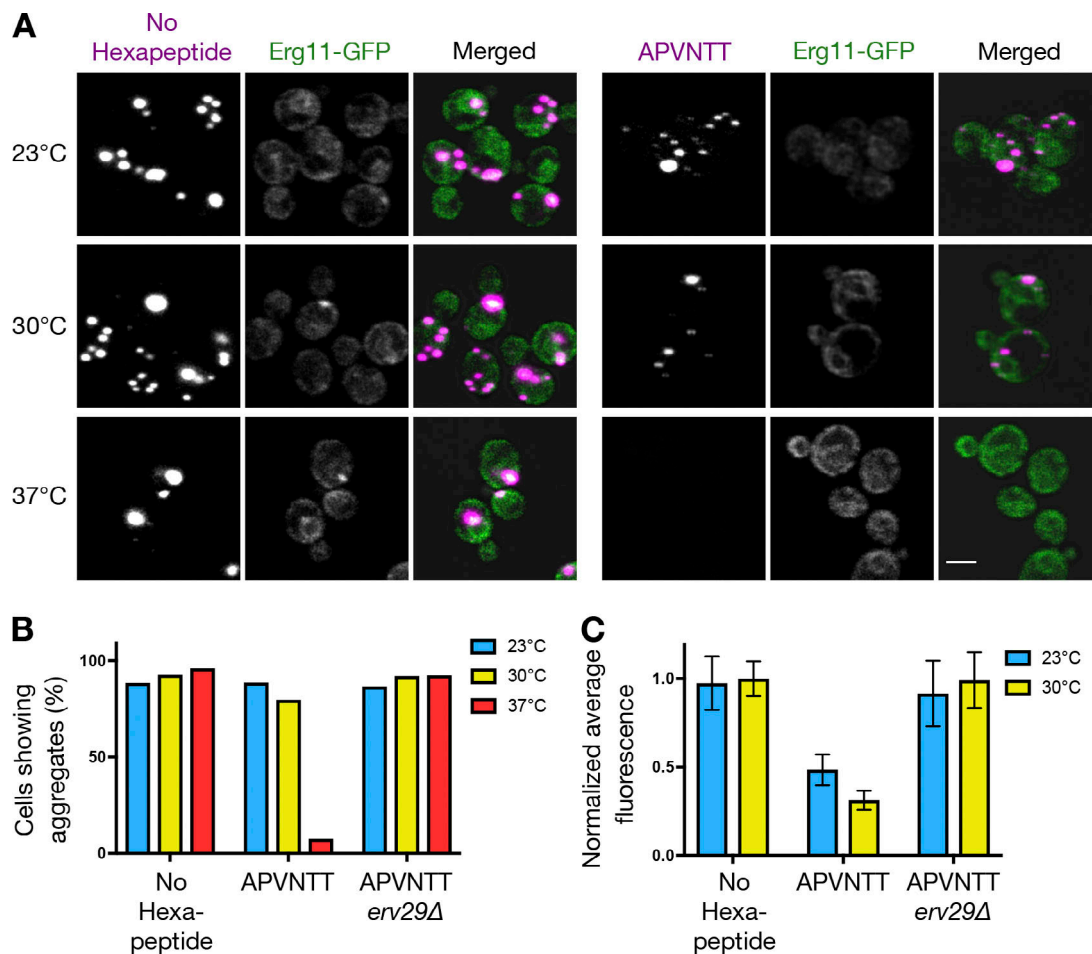 A
No
Hexapeptide
Erg11-GFP
Merged
APVNTT
Erg11-GFP
Merged
23°C
30°C
37°C
B
Cells showing
aggregates (%)
100
50
0
No
Hexa-
peptide
APVNTT
APVNTT
erv29Δ
23°C
30°C
37°C
C
Normalized average
fluorescence
1.0
0.5
0.0
No
Hexa-
peptide
APVNTT
APVNTT
erv29Δ
23°C
30°C